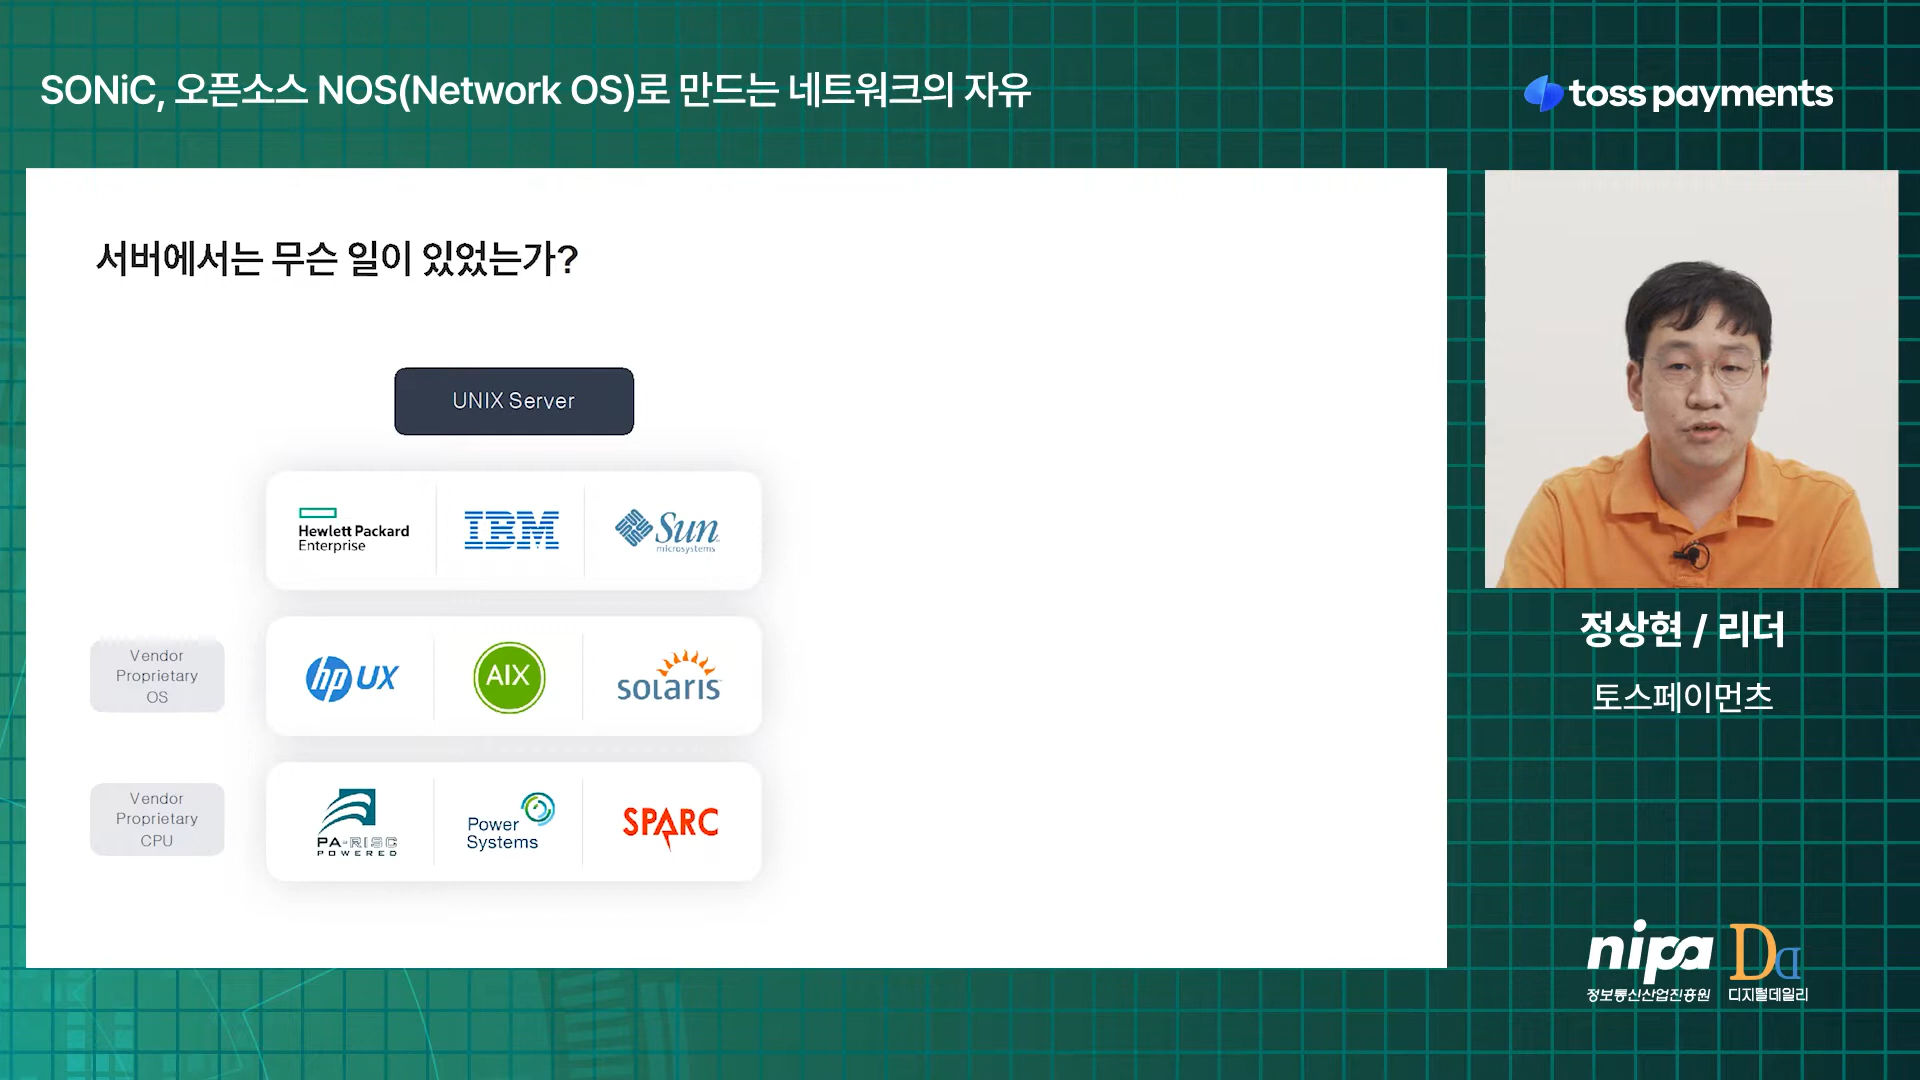 SONiC, 오픈소스 NOS(Network OS)로 만드는 네트워크의 자유
toss payments
서버에서는 무슨 일이 있었는가?
UNIX Server
Hewlett Packard
Enterprise
IBM
Sun
microsystems
Vendor
Proprietary
OS
hp UX
AIX
solaris
Vendor
Proprietary
CPU
PA-RISC
POWERED
Power
Systems
SPARC
정상현 / 리더
토스페이먼츠
nipa
정보통신산업진흥원
Dd
디지털데일리